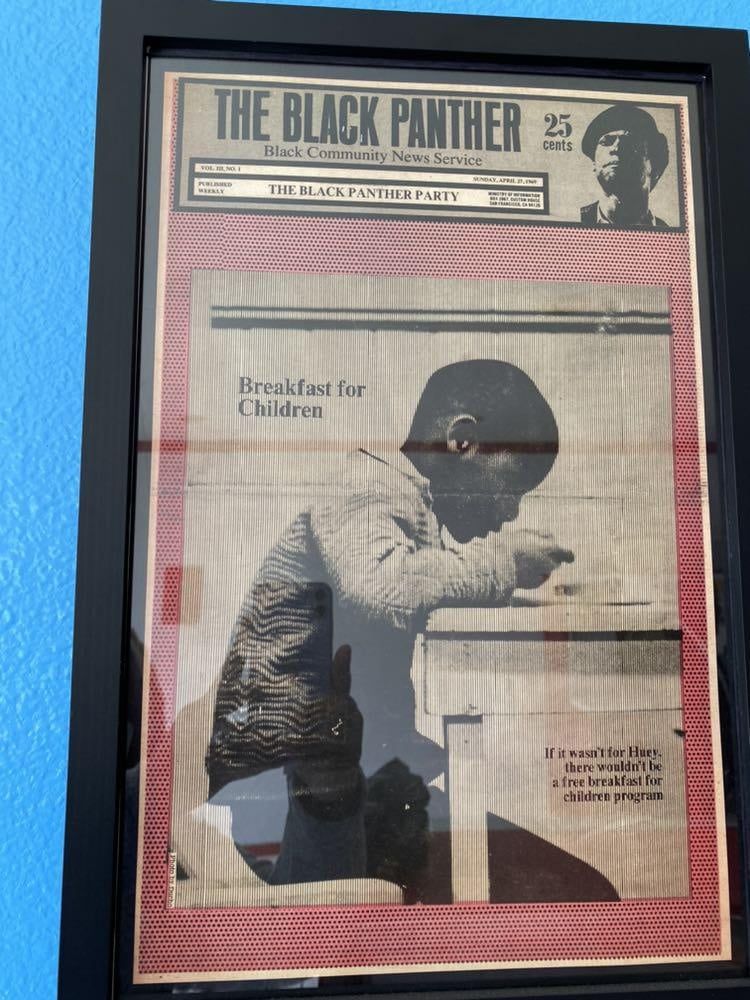 THE BLACK PANTHER
25
cents
Black Community News Service
VOL. III, NO. 1
SUNDAY, APRIL 27, 1969
PUBLISHED
WEEKLY
THE BLACK PANTHER PARTY
MINISTRY OF INFORMATION
BOX 2967, CUSTOM HOUSE
SAN FRANCISCO, CA 94126
Breakfast for
Children
If it wasn't for Huey,
there wouldn't be
a free breakfast for
children program
Photo by